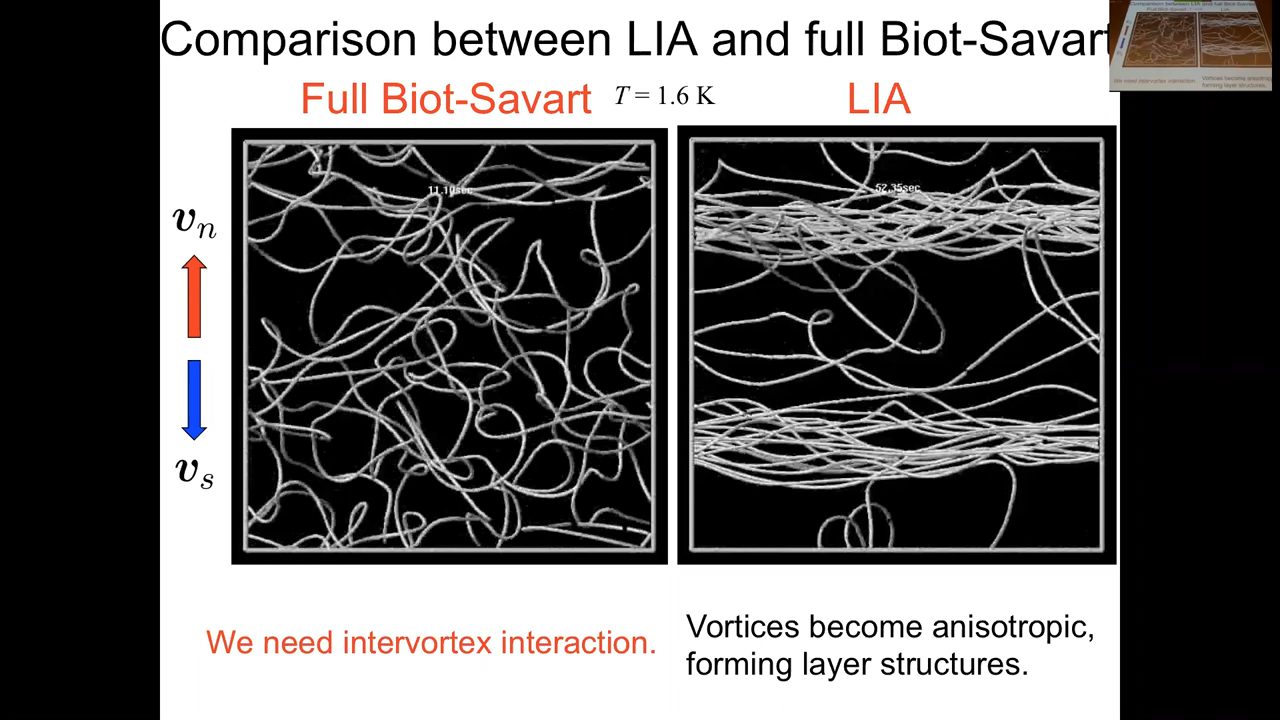 Comparison between LIA and full Biot-Savart
Full Biot-Savart
T = 1.6 K
LIA
11.10sec
52.35sec
v_n
v_s
We need intervortex interaction.
Vortices become anisotropic,
forming layer structures.